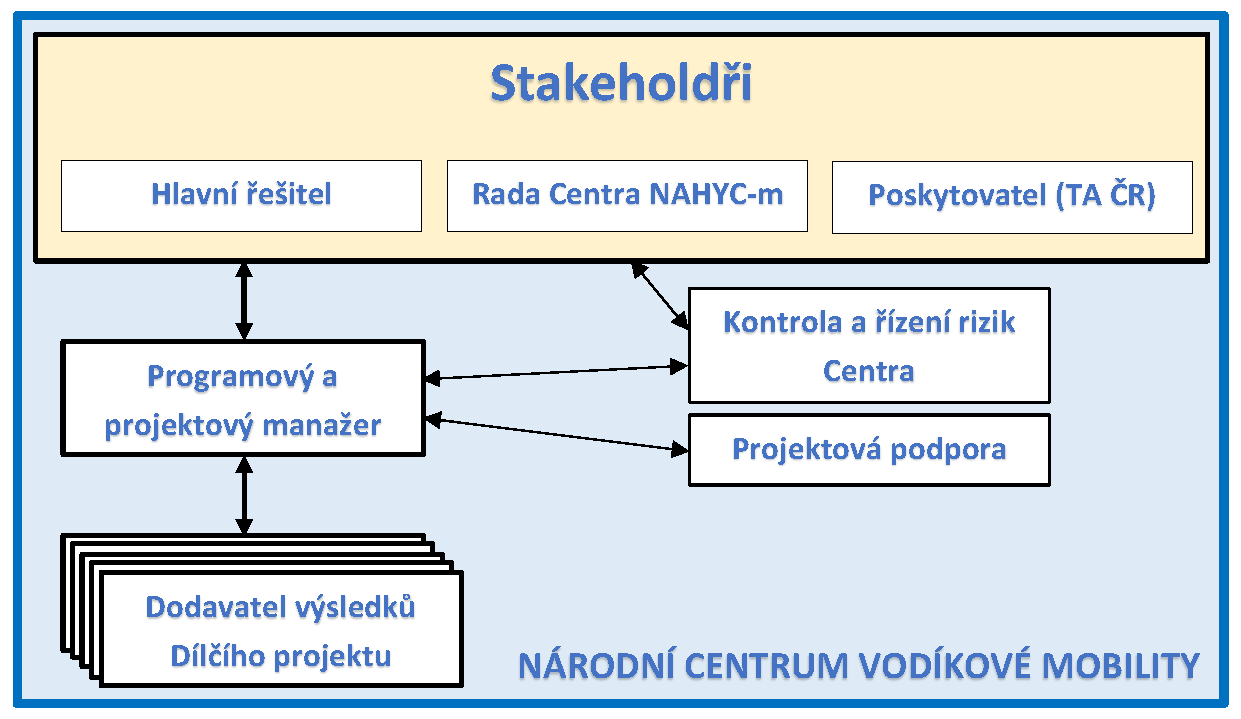 Stakeholdři
Hlavní řešitel
Rada Centra NAHYC-m
Poskytovatel (TA ČR)
Kontrola a řízení rizik
Centra
Programový a
projektový manažer
Projektová podpora
Dodavatel výsledků
Dílčího projektu
NÁRODNÍ CENTRUM VODÍKOVÉ MOBILITY